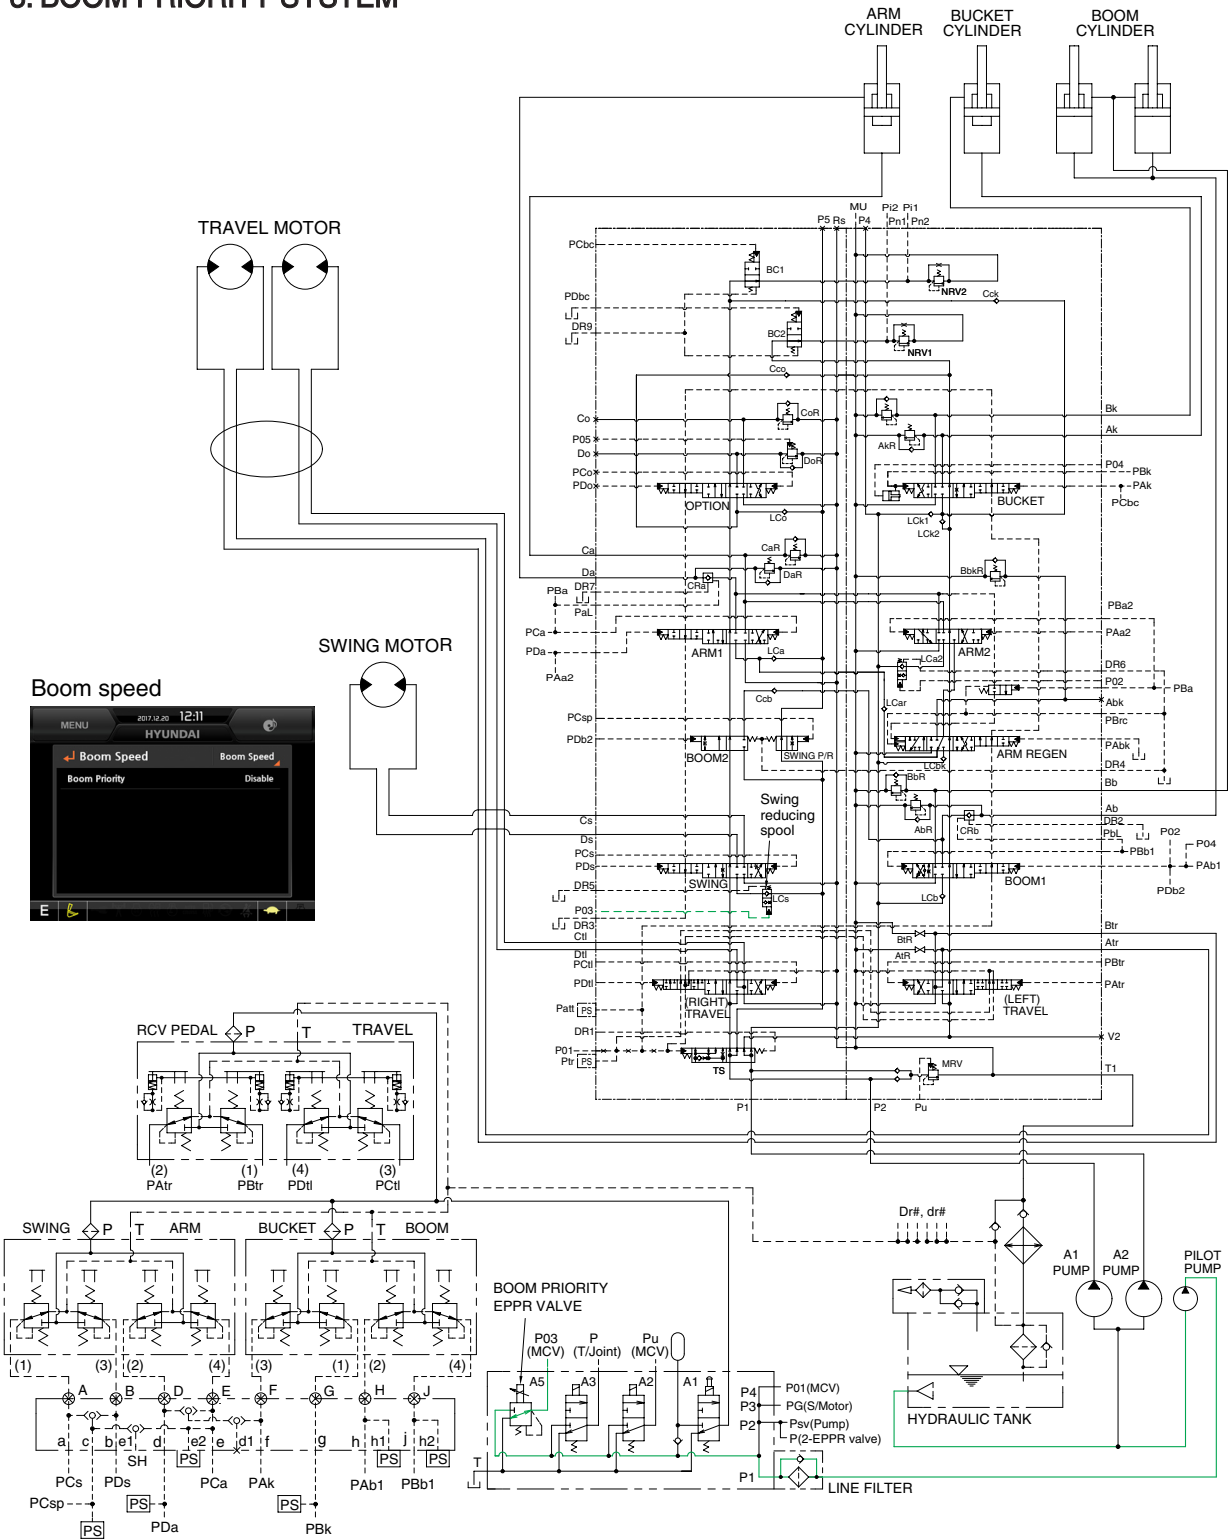 BOOM PRIORITY SYSTEM
ARM CYLINDER
BUCKET CYLINDER
BOOM CYLINDER
TRAVEL MOTOR
MU
Pi2 Pi1
P5 Rs P4 Pn1 Pn2
PCbc
BC1
NRV2
Cck
PDbc
DR9
BC2
NRV1
Cco
Co
CoR
Bk
P05
AkR
Ak
Do
DoR
P04
PCo
PBk
PDo
PAk
OPTION
BUCKET
PCbc
LCo
LCk1
LCk2
Ca
CaR
Da
DaR
BbkR
DR7
CRa
PBa
PaL
PBa2
PCa
PAa2
ARM1
ARM2
PDa
LCa
LCa2
DR6
PAa2
P02
Ccb
PBa
LCar
Abk
PCsp
PBrc
PDb2
PAbk
BOOM2
SWING P/R
ARM REGEN
LCbk
DR4
BbR
Bb
SWING MOTOR
Boom speed
MENU
2017.12.20 12:11
HYUNDAI
Boom Speed
Boom Speed
Boom Priority
Disable
E
Swing
reducing
spool
Cs
AbR
CRb
Ab
DR2
Ds
PbL
P02
PCs
PBb1
P04
PDs
PAb1
SWING
BOOM1
PDb2
DR5
LCs
LCb
P03
DR3
Ctl
BtR
Btr
Dtl
AtR
Atr
PCtl
PBtr
PDtl
PAtr
(RIGHT)
TRAVEL
(LEFT)
TRAVEL
Patt PS
DR1
V2
P01
Ptr PS
TS
MRV
T1
P1
P2
Pu
RCV PEDAL P T TRAVEL
(2) (1) (4) (3)
PAtr PBtr PDtl PCtl
SWING P T ARM
BUCKET P T BOOM
(1) (3) (2) (4) (3) (1) (2) (4)
A B D E F G H J
a c b e1 d e2 e d1 f g h h1 j h2
SH PS PS PS
PCs PDs PCa PAk PAb1 PBb1
PCsp PS PS
PS PDa PBk
BOOM PRIORITY
EPPR VALVE
P03
(MCV)
P
(T/Joint)
Pu
(MCV)
A5 A3 A2 A1
P4 P01(MCV)
P3 PG(S/Motor)
P2 Psv(Pump)
P(2-EPPR valve)
T
P1
LINE FILTER
Dr#, dr#
A1
PUMP
A2
PUMP
PILOT
PUMP
HYDRAULIC TANK